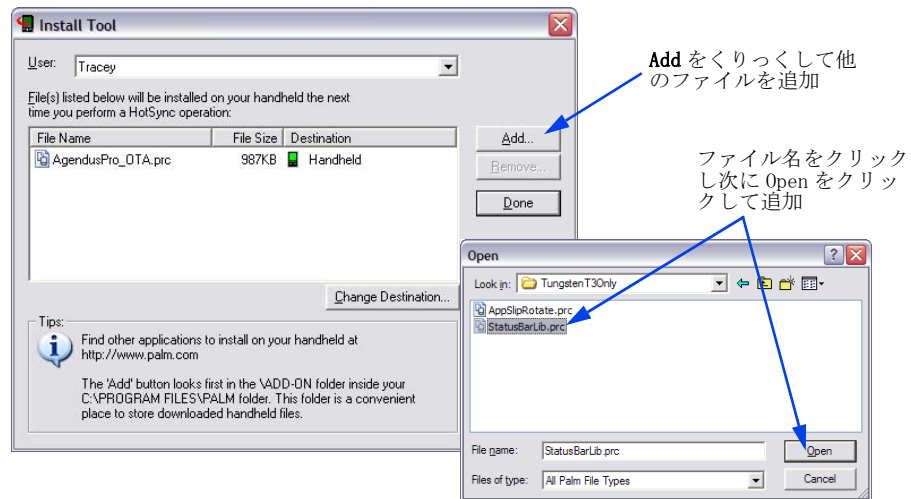 Install Tool
User: Tracey
File(s) listed below will be installed on your handheld the next
time you perform a HotSync operation:
File Name File Size Destination
AgendusPro_OTA.prc 987KB Handheld
Add...
Remove...
Done
Change Destination...
Tips:
Find other applications to install on your handheld at
http://www.palm.com
The 'Add' button looks first in the \ADD-ON folder inside your
C:\PROGRAM FILES\PALM folder. This folder is a convenient
place to store downloaded handheld files.
Add をくりっくして他
のファイルを追加
ファイル名をクリック
し次に Open をクリッ
クして追加
Open
Look in: Tungsten T3Only
AppSlipRotate.prc
StatusBarLib.prc
File name: StatusBarLib.prc Open
Files of type: All Palm File Types Cancel